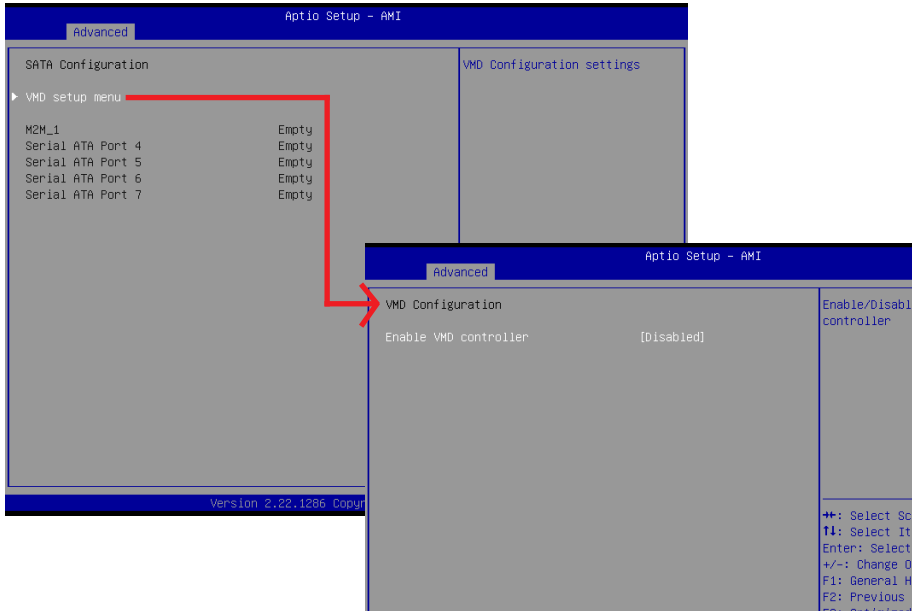 Aptio Setup - AMI
Advanced
SATA Configuration
VMD Configuration settings
VMD setup menu
M2M_1 Empty
Serial ATA Port 4 Empty
Serial ATA Port 5 Empty
Serial ATA Port 6 Empty
Serial ATA Port 7 Empty
Version 2.22.1286 Copyr
Aptio Setup - AMI
Advanced
VMD Configuration
Enable/Disabl
controller
Enable VMD controller [Disabled]
→←: Select Sc
↑↓: Select It
Enter: Select
+/-: Change O
F1: General H
F2: Previous